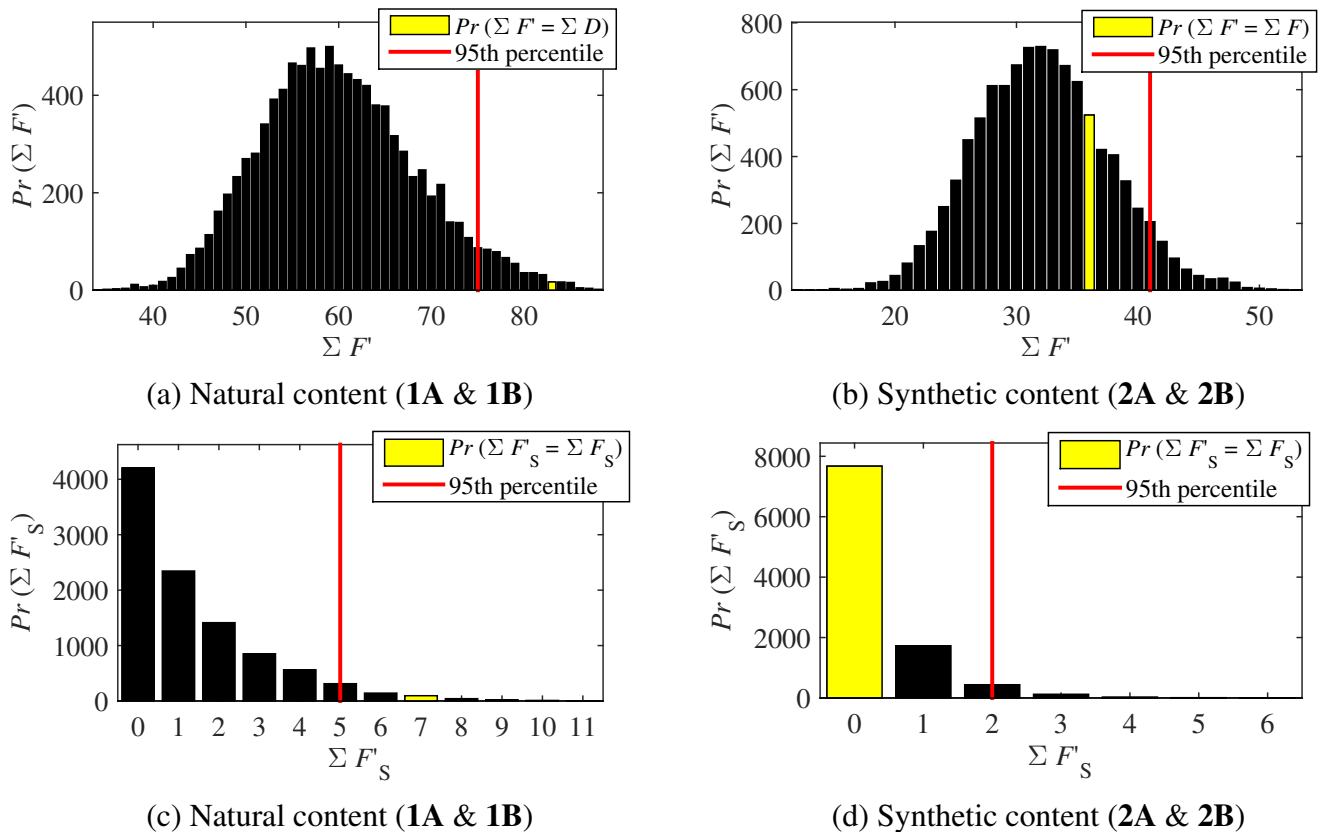 Pr (Σ F' = Σ D)
95th percentile
400
200
0
Pr (Σ F')
40 50 60 70 80
Σ F'
(a) Natural content (1A & 1B)
Pr (Σ F' = Σ F)
95th percentile
800
600
400
200
0
Pr (Σ F')
20 30 40 50
Σ F'
(b) Synthetic content (2A & 2B)
Pr (Σ F'S = Σ FS)
95th percentile
4000
3000
2000
1000
0
Pr (Σ F'S)
0 1 2 3 4 5 6 7 8 9 10 11
Σ F'S
(c) Natural content (1A & 1B)
Pr (Σ F'S = Σ FS)
95th percentile
8000
6000
4000
2000
0
Pr (Σ F'S)
0 1 2 3 4 5 6
Σ F'S
(d) Synthetic content (2A & 2B)